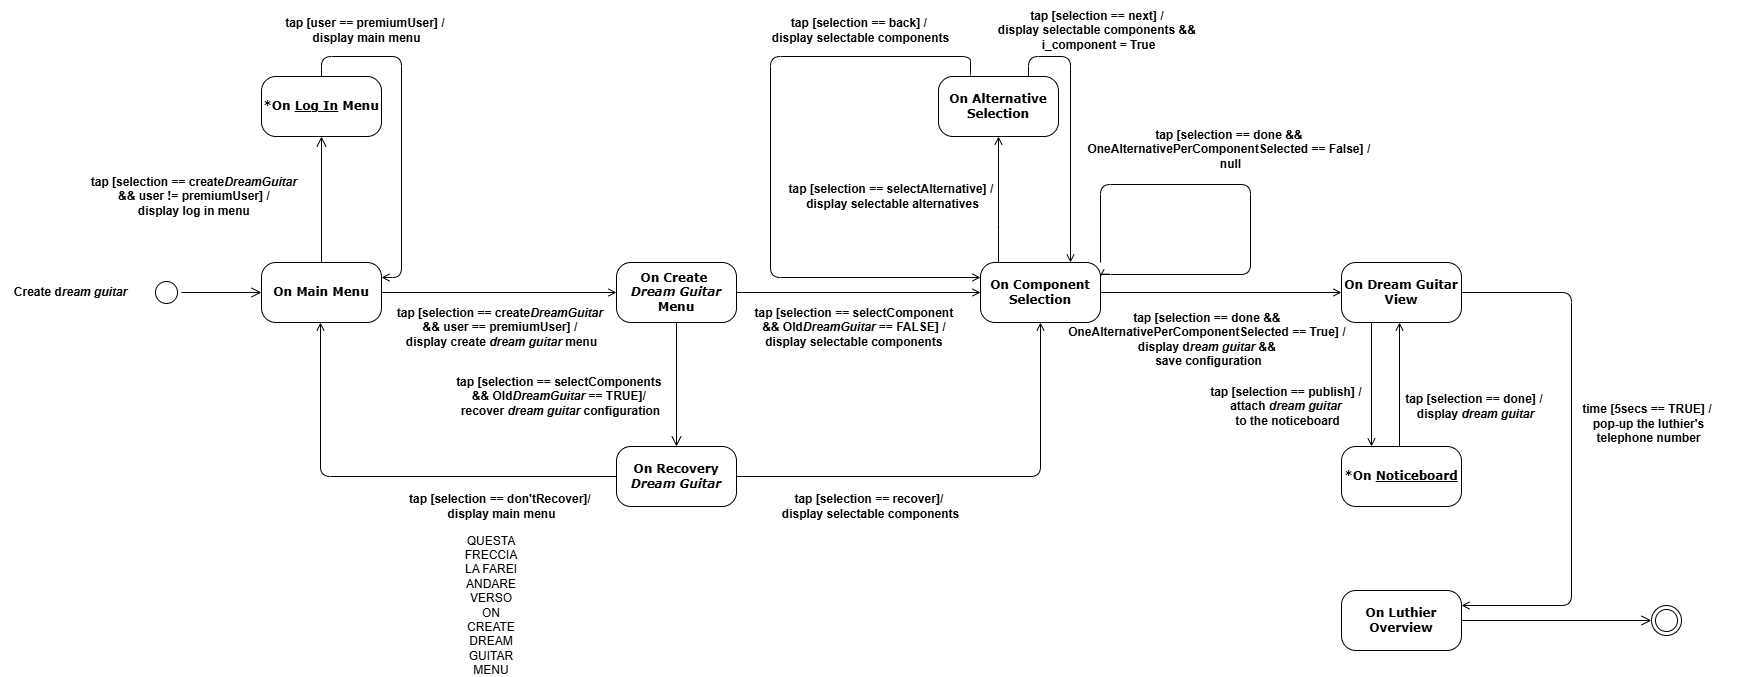 tap [user == premiumUser] /
display main menu
*On Log In Menu
tap [selection == createDreamGuitar
&& user != premiumUser] /
display log in menu
Create dream guitar
On Main Menu
tap [selection == createDreamGuitar
&& user == premiumUser] /
display create dream guitar menu
On Create
Dream Guitar
Menu
tap [selection == selectComponents
&& OldDreamGuitar == TRUE]/
recover dream guitar configuration
On Recovery
Dream Guitar
tap [selection == don'tRecover]/
display main menu
QUESTA
FRECCIA
LA FAREI
ANDARE
VERSO
ON
CREATE
DREAM
GUITAR
MENU
tap [selection == selectComponent
&& OldDreamGuitar == FALSE] /
display selectable components
tap [selection == recover]/
display selectable components
tap [selection == back] /
display selectable components
tap [selection == next] /
display selectable components &&
i_component = True
On Alternative
Selection
tap [selection == selectAlternative] /
display selectable alternatives
tap [selection == done &&
OneAlternativePerComponentSelected == False] /
null
On Component
Selection
tap [selection == done &&
OneAlternativePerComponentSelected == True] /
display dream guitar &&
save configuration
On Dream Guitar
View
tap [selection == publish] /
attach dream guitar
to the noticeboard
tap [selection == done] /
display dream guitar
*On Noticeboard
time [5secs == TRUE] /
pop-up the luthier's
telephone number
On Luthier
Overview